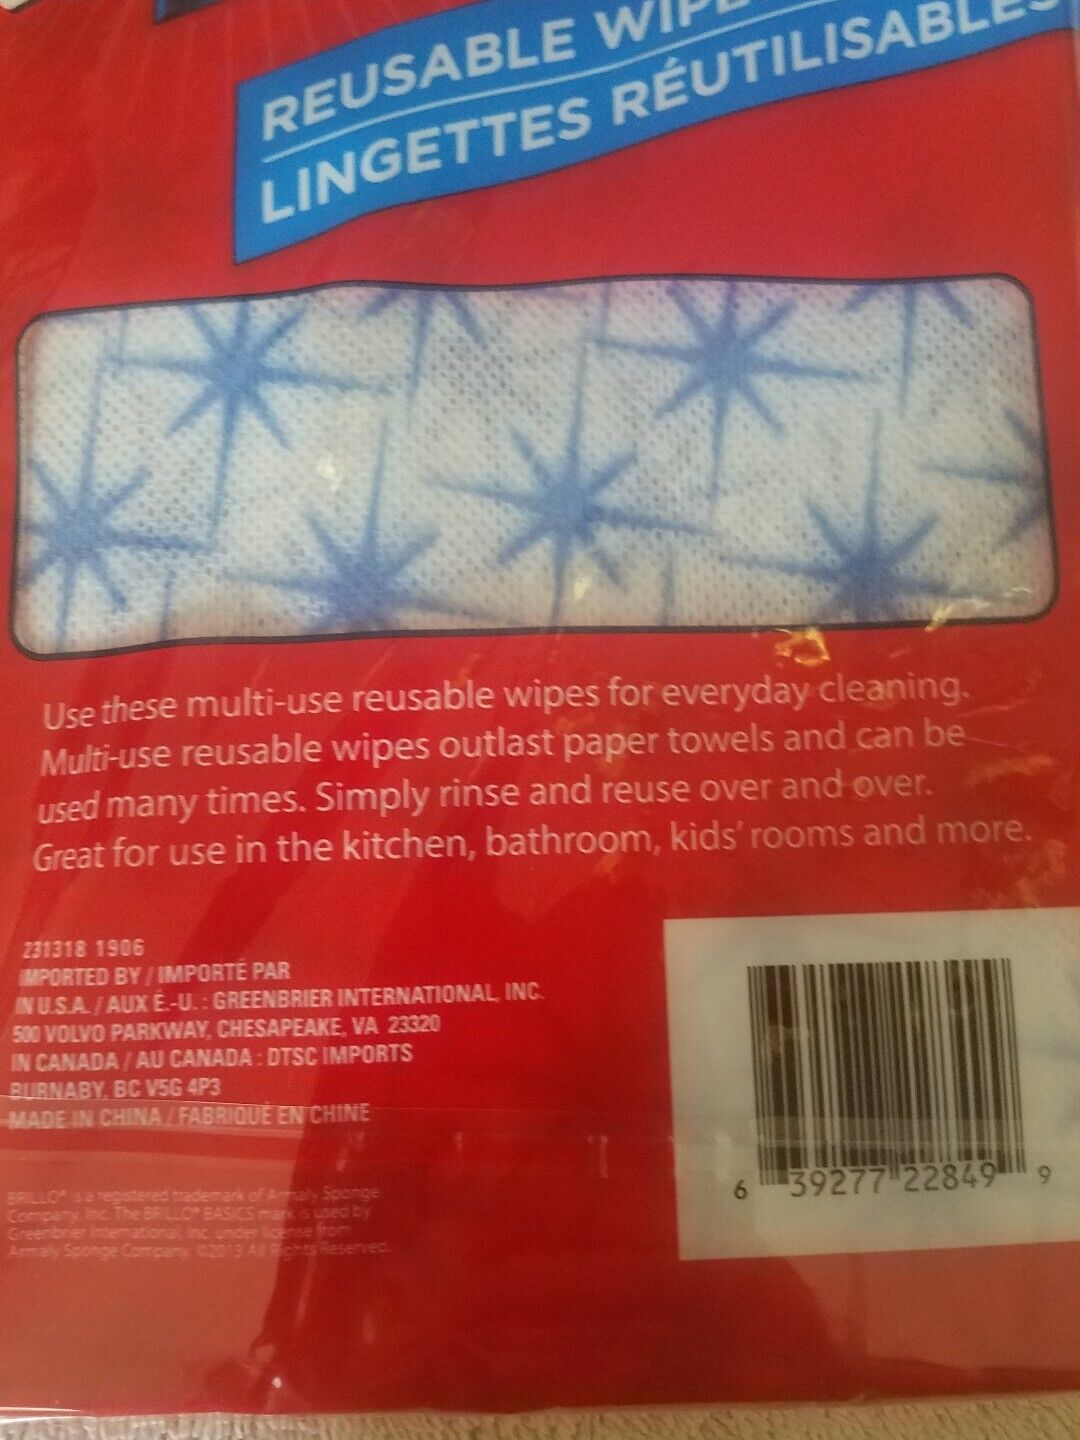 REUSABLE WIPE
LINGETTES RÉUTILISABLES
Use these multi-use reusable wipes for everyday cleaning.
Multi-use reusable wipes outlast paper towels and can be
used many times. Simply rinse and reuse over and over.
Great for use in the kitchen, bathroom, kids' rooms and more.
231318 1906
IMPORTED BY / IMPORTÉ PAR
IN U.S.A. / AUX É.-U. : GREENBRIER INTERNATIONAL, INC.
500 VOLVO PARKWAY, CHESAPEAKE, VA 23320
IN CANADA / AU CANADA : DTSC IMPORTS
BURNABY, BC V5G 4P3
MADE IN CHINA / FABRIQUÉ EN CHINE
BRILLO® is a registered trademark of Armaly Sponge
Company, Inc. The BRILLO® BASICS mark is used by
Greenbrier International, Inc. under license from
Armaly Sponge Company. ©2013 All Rights Reserved.
6 39277 22849 9